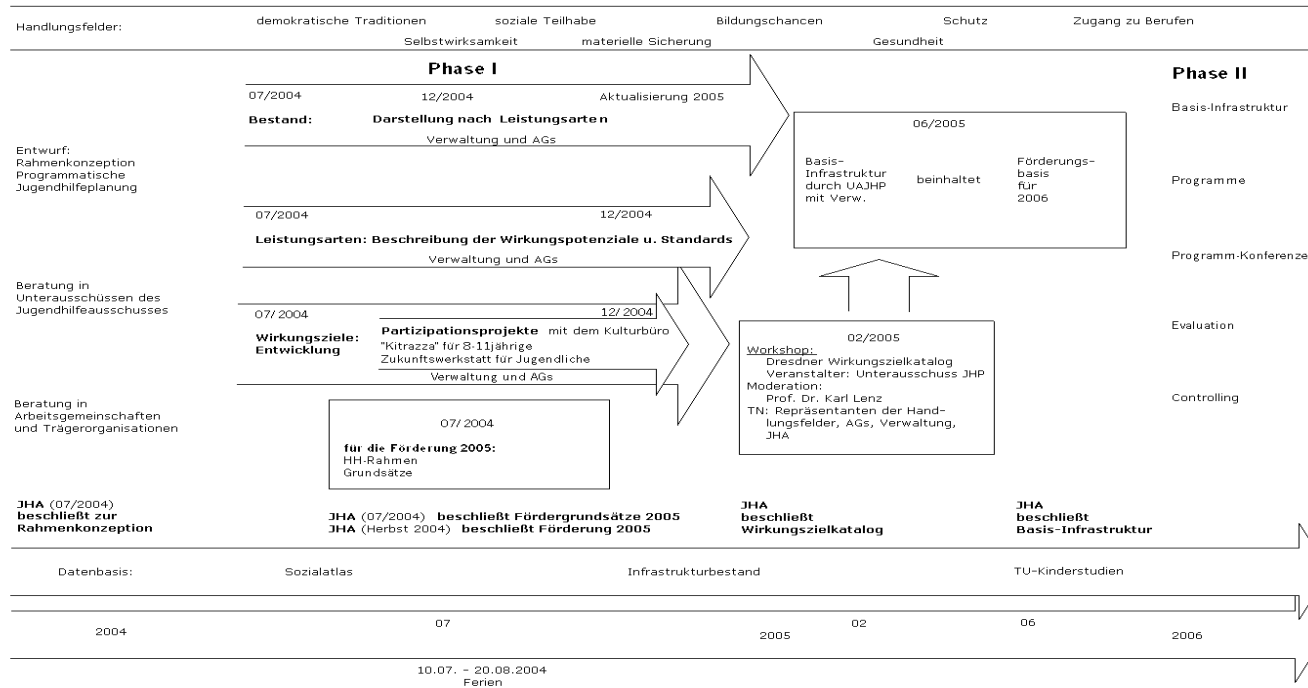 Handlungsfelder:
demokratische Traditionen soziale Teilhabe Bildungschancen Schutz Zugang zu Berufen
Selbstwirksamkeit materielle Sicherung Gesundheit
Phase I
07/2004 12/2004 Aktualisierung 2005
Bestand: Darstellung nach Leistungsarten
Verwaltung und AGs
Entwurf:
Rahmenkonzeption
Programmatische
Jugendhilfeplanung
07/2004 12/2004
Leistungsarten: Beschreibung der Wirkungspotenziale u. Standards
Verwaltung und AGs
Beratung in
Unterausschüssen des
Jugendhilfeausschusses
07/2004 12/2004
Wirkungsziele:
Entwicklung
Partizipationsprojekte mit dem Kulturbüro
"Kitrazza" für 8-11jährige
Zukunftswerkstatt für Jugendliche
Verwaltung und AGs
Beratung in
Arbeitsgemeinschaften
und Trägerorganisationen
07/2004
für die Förderung 2005:
HH-Rahmen
Grundsätze
06/2005
Basis-
Infrastruktur
durch UAJHP
mit Verw.
beinhaltet
Förderungs-
basis
für
2006
02/2005
Workshop:
Dresdner Wirkungszielkatalog
Veranstalter: Unterausschuss JHP
Moderation:
Prof. Dr. Karl Lenz
TN: Repräsentanten der Hand-
lungsfelder, AGs, Verwaltung,
JHA
Phase II
Basis-Infrastruktur
Programme
Programm-Konferenze
Evaluation
Controlling
JHA (07/2004)
beschließt zur
Rahmenkonzeption
JHA (07/2004) beschließt Fördergrundsätze 2005
JHA (Herbst 2004) beschließt Förderung 2005
JHA
beschließt
Wirkungszielkatalog
JHA
beschließt
Basis-Infrastruktur
Datenbasis: Sozialatlas Infrastrukturbestand TU-Kinderstudien
2004 07 2005 02 06 2006
10.07. - 20.08.2004
Ferien